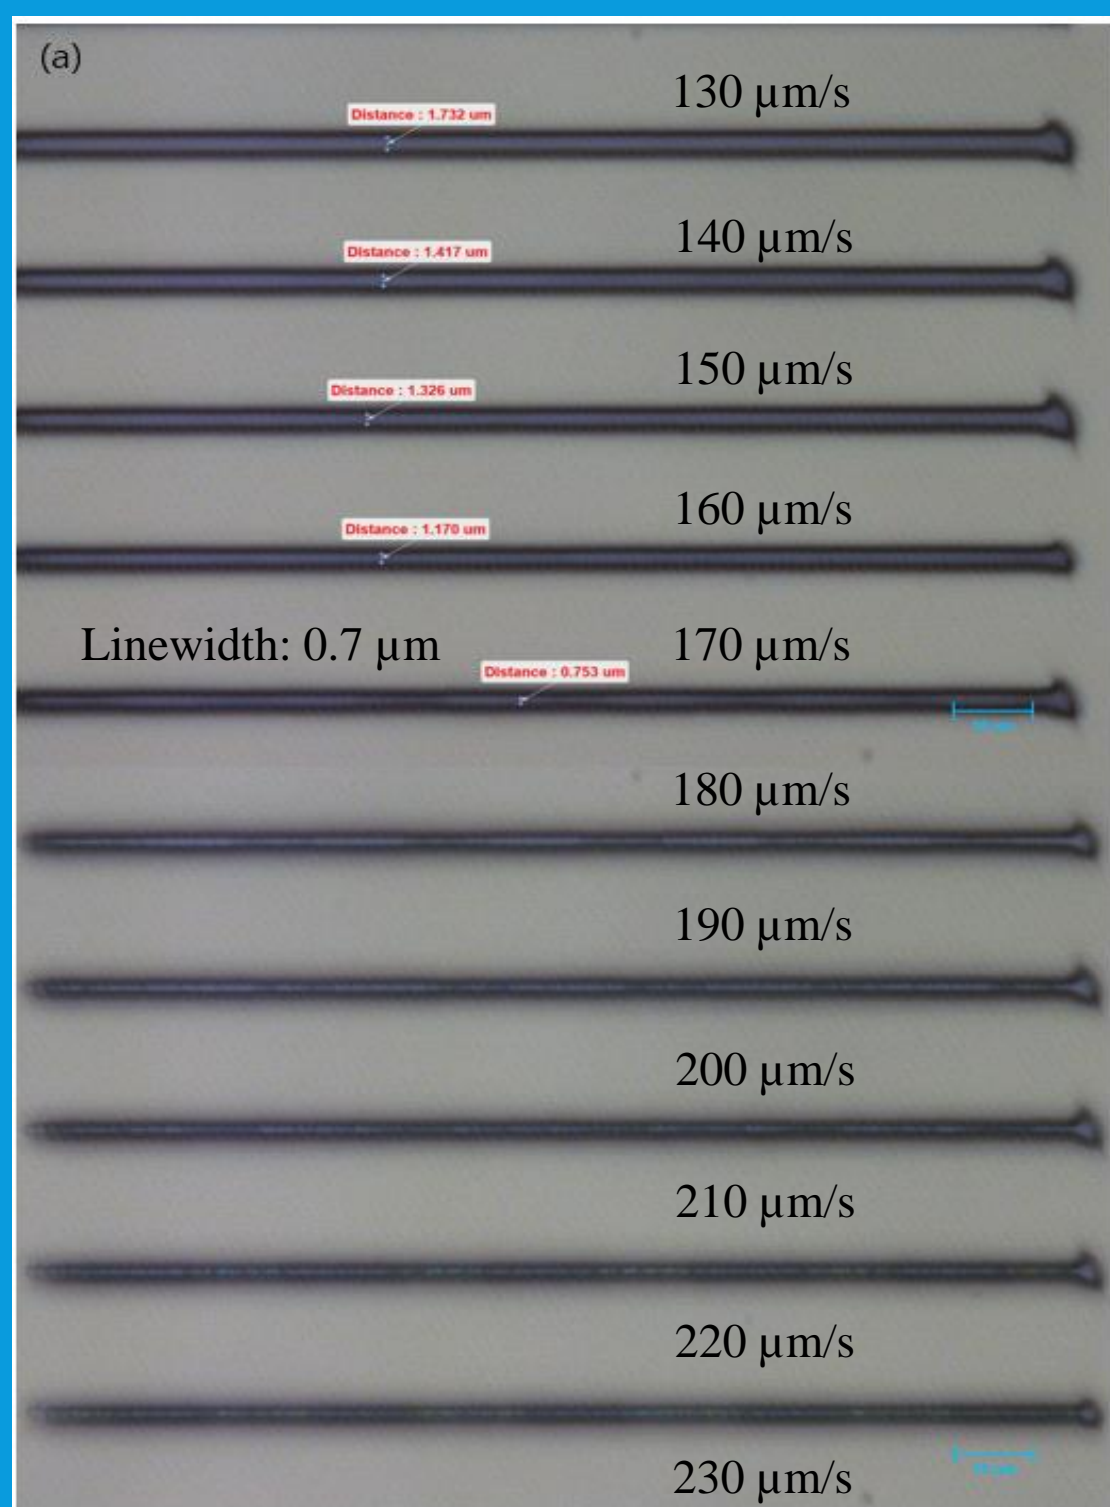 (a)
130 µm/s
Distance : 1.732 um
140 µm/s
Distance : 1.417 um
150 µm/s
Distance : 1.326 um
160 µm/s
Distance : 1.170 um
Linewidth: 0.7 µm
170 µm/s
Distance : 0.753 um
180 µm/s
190 µm/s
200 µm/s
210 µm/s
220 µm/s
230 µm/s